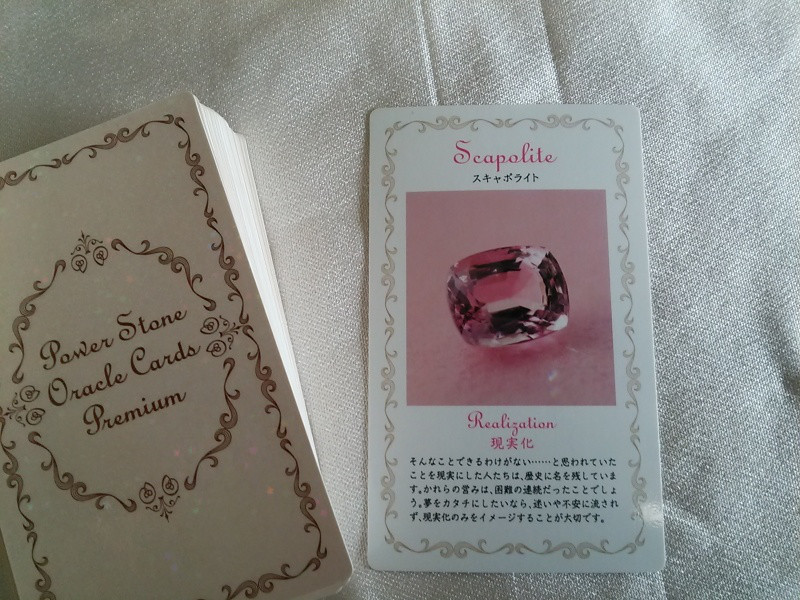 Power Stone
Oracle Cards
Premium
Scapolite
スキャポライト
Realization
現実化
そんなことできるわけがない……と思われていた
ことを現実にした人たちは、歴史に名を残していま
す。かれらの営みは、困難の連続だったことでしょ
う。夢をカタチにしたいなら、迷いや不安に流され
ず、現実化のみをイメージすることが大切です。